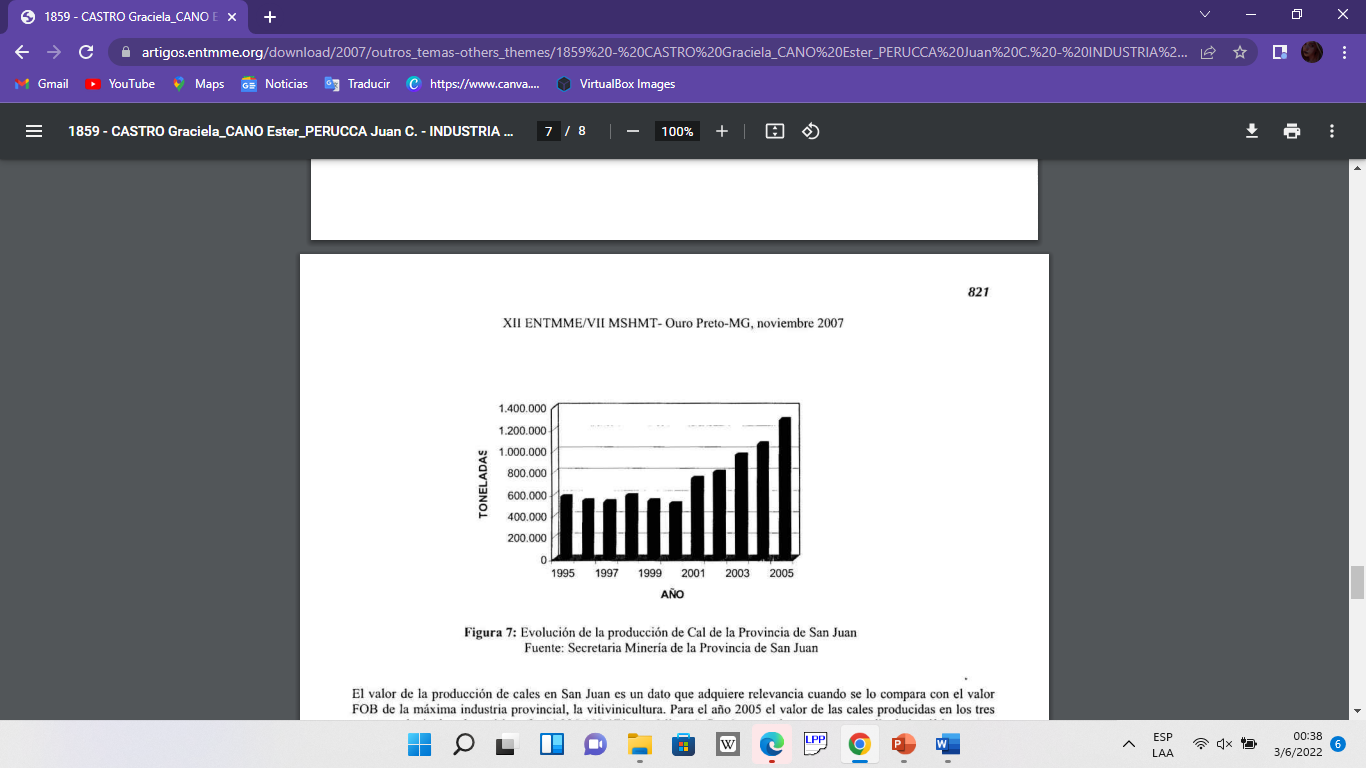 1859 - CASTRO Graciela_CANO E
artigos.entmme.org/download/2007/outros_temas-others_themes/1859%20-%20CASTRO%20Graciela_CANO%20Ester_PERUCCA%20Juan%20C.%20-%20INDUSTRIA%2...
Gmail YouTube Maps Noticias Traducir https://www.canva.... VirtualBox Images
1859 - CASTRO Graciela_CANO Ester_PERUCCA Juan C. - INDUSTRIA ... 7 / 8 100%
821
XII ENTMME/VII MSHMT- Ouro Preto-MG, noviembre 2007
TONELADAS
1.400.000
1.200.000
1.000.000
800.000
600.000
400.000
200.000
0
1995 1997 1999 2001 2003 2005
AÑO
Figura 7: Evolución de la producción de Cal de la Provincia de San Juan
Fuente: Secretaria Minería de la Provincia de San Juan
El valor de la producción de cales en San Juan es un dato que adquiere relevancia cuando se lo compara con el valor
FOB de la máxima industria provincial, la vitivinicultura. Para el año 2005 el valor de las cales producidas en los tres
W LPP P W
ESP
LAA
00:38
3/6/2022
6